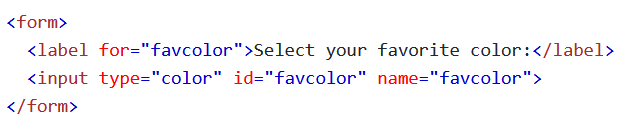 <form>
  <label for="favcolor">Select your favorite color:</label>
  <input type="color" id="favcolor" name="favcolor">
</form>